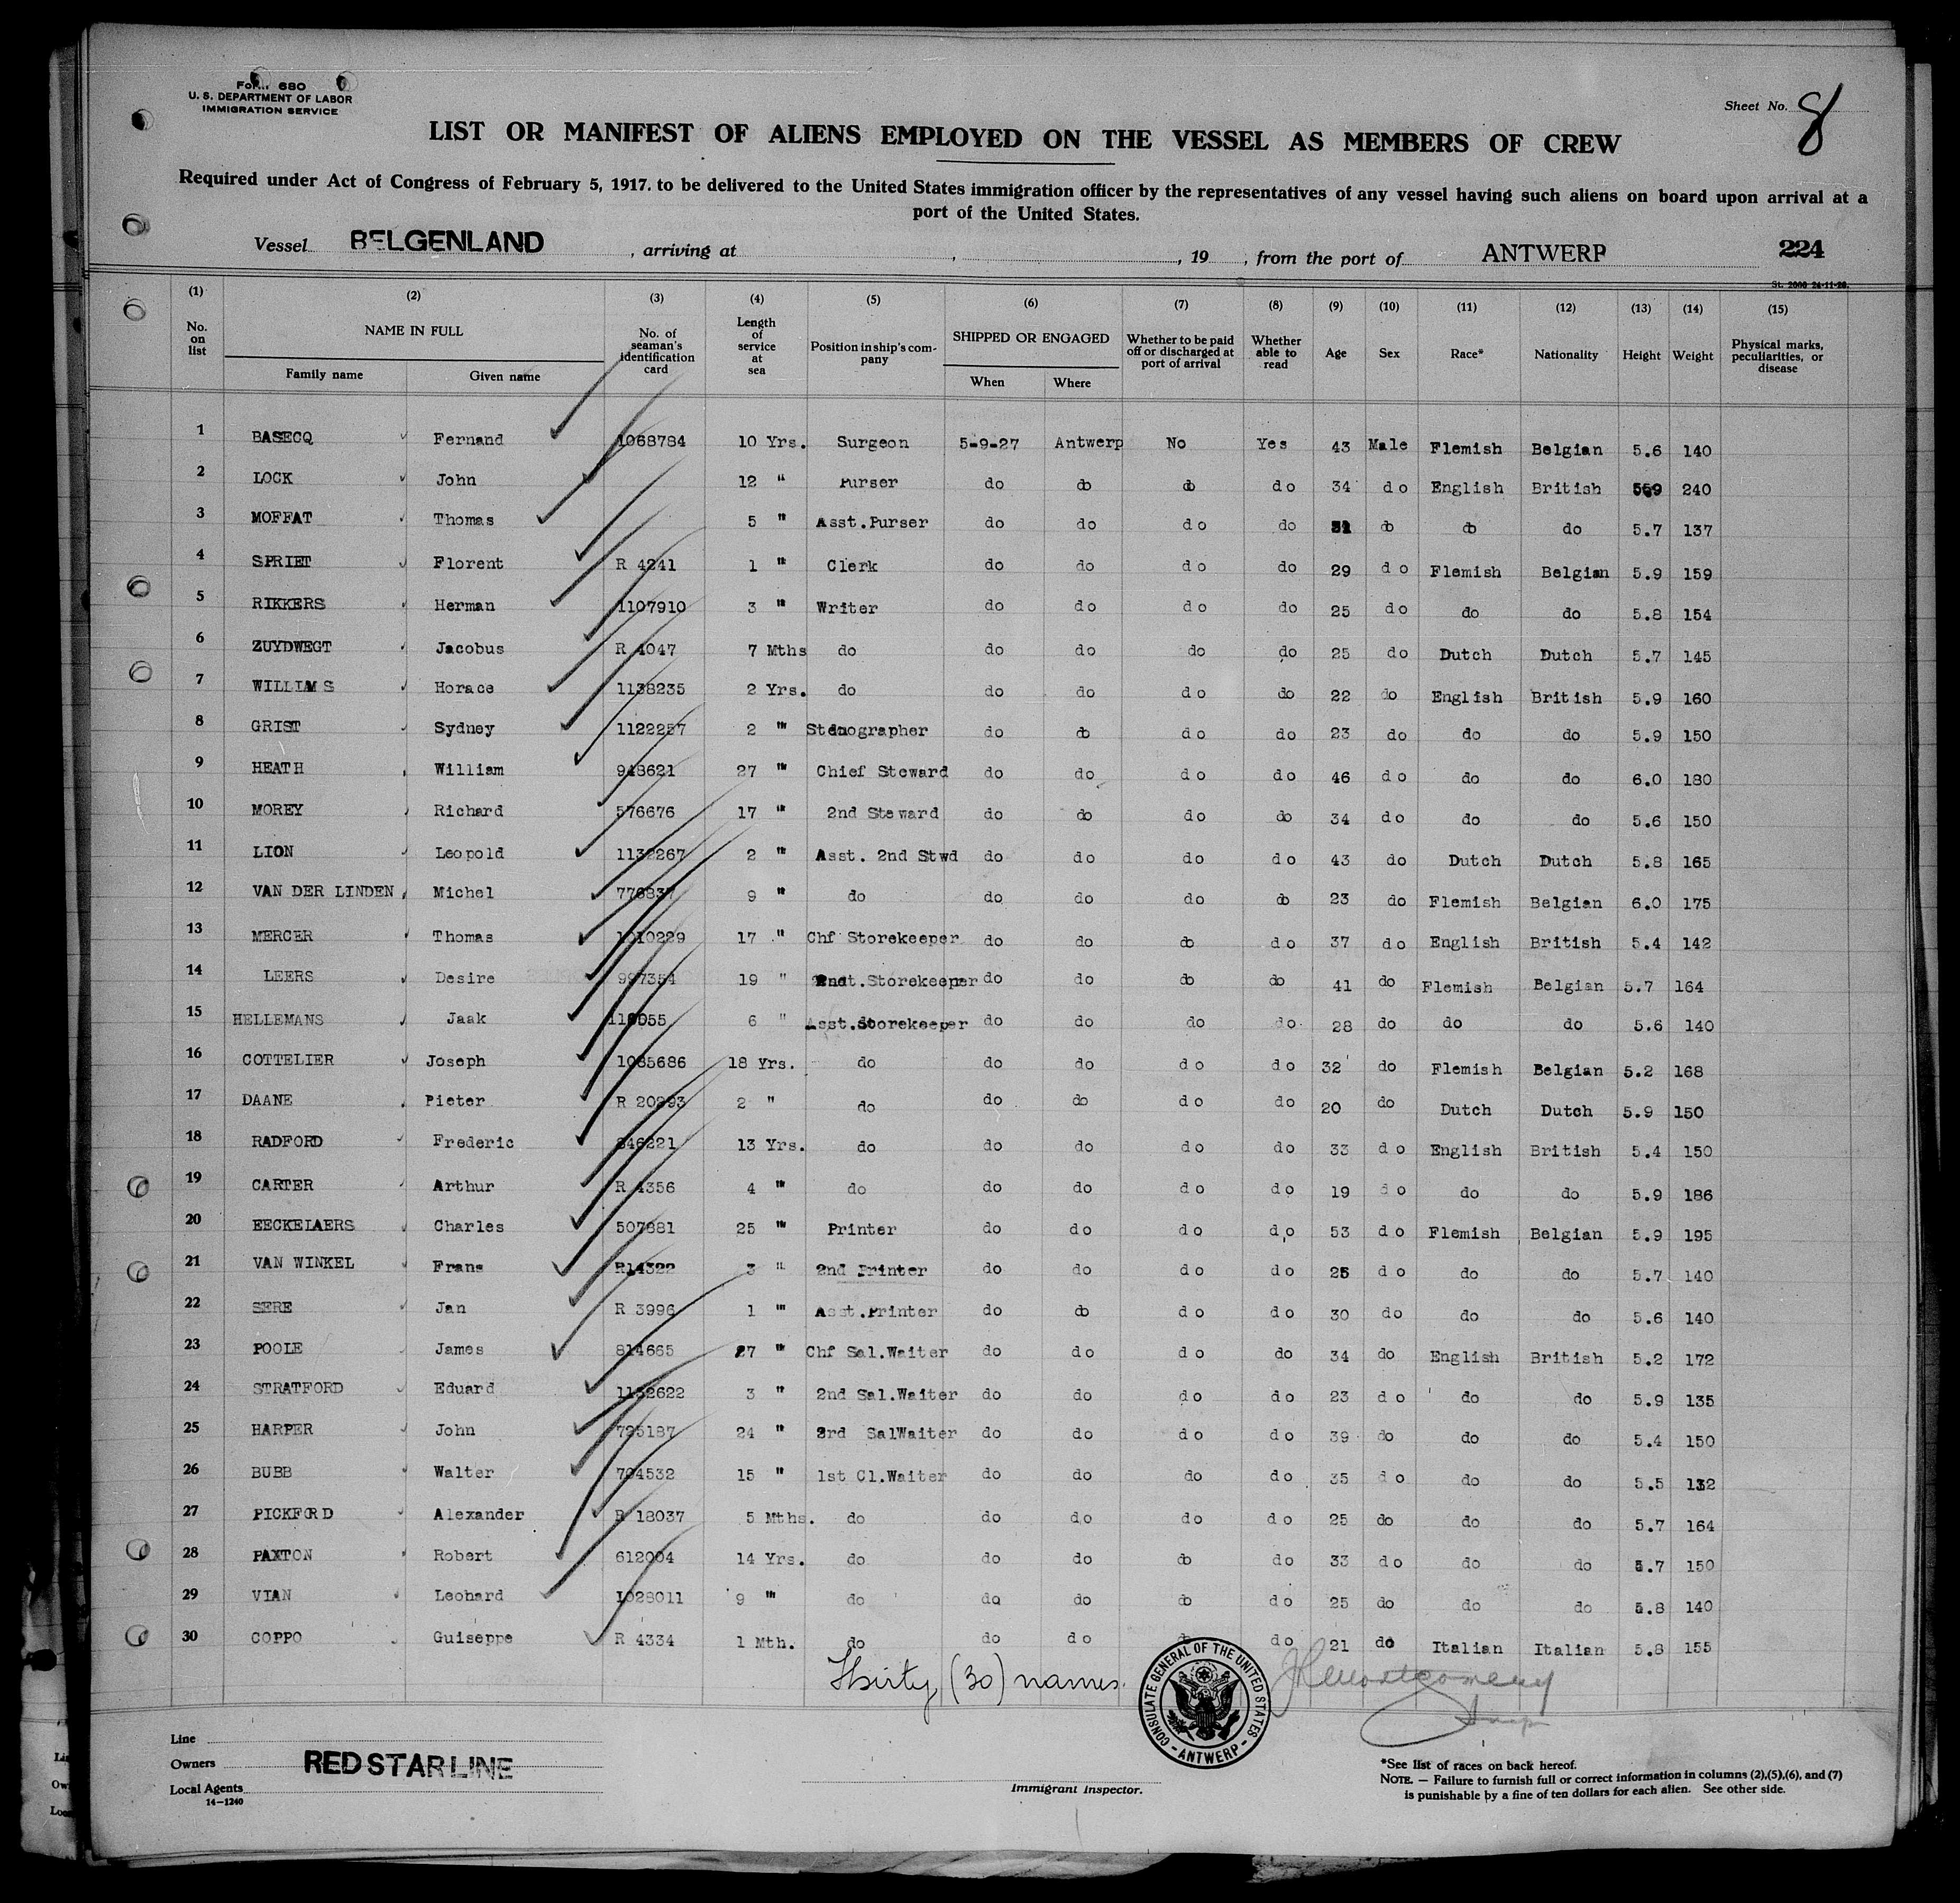 Form 680
U. S. DEPARTMENT OF LABOR
IMMIGRATION SERVICE
Sheet No. 8
LIST OR MANIFEST OF ALIENS EMPLOYED ON THE VESSEL AS MEMBERS OF CREW
Required under Act of Congress of February 5, 1917. to be delivered to the United States immigration officer by the representatives of any vessel having such aliens on board upon arrival at a
port of the United States.
Vessel BELGENLAND , arriving at , , 19 , from the port of ANTWERP 224
St. 2606 24-11-26.
(1) (2) (3) (4) (5) (6) (7) (8) (9) (10) (11) (12) (13) (14) (15)
No. on list NAME IN FULL Family name Given name No. of seaman's identification card Length of service at sea Position in ship's company SHIPPED OR ENGAGED When Where Whether to be paid off or discharged at port of arrival Whether able to read Age Sex Race* Nationality Height Weight Physical marks, peculiarities, or disease
1 BASECQ Fernand 1068784 10 Yrs. Surgeon 5-9-27 Antwerp No Yes 43 Male Flemish Belgian 5.6 140
2 LOCK John 12 " Purser do do do do 34 do English British 240
3 MOFFAT Thomas 5 " Asst.Purser do do do do do do do 5.7 137
4 SPRIET Florent R 4241 1 " Clerk do do do do 29 do Flemish Belgian 5.9 159
5 RIKKERS Herman 1107910 3 " Writer do do do do 25 do do do 5.8 154
6 ZUYDWEGT Jacobus R 4047 7 Mths do do do do do 25 do Dutch Dutch 5.7 145
7 WILLIAMS Horace 1138235 2 Yrs. do do do do do 22 do English British 5.9 160
8 GRIST Sydney 1122257 2 " Stenographer do do do do 23 do do do 5.9 150
9 HEATH William 948621 27 " Chief Steward do do do do 46 do do do 6.0 180
10 MOREY Richard 576676 17 " 2nd Steward do do do do 34 do do do 5.6 150
11 LION Leopold 1132267 2 " Asst. 2nd Stwd do do do do 43 do Dutch Dutch 5.8 165
12 VAN DER LINDEN Michel 776837 9 " do do do do do 23 do Flemish Belgian 6.0 175
13 MERCER Thomas 1010229 17 " Chf Storekeeper do do do do 37 do English British 5.4 142
14 LEERS Desire 997354 19 " Storekeeper do do do do 41 do Flemish Belgian 5.7 164
15 HELLEMANS Jaak 6 " Asst.Storekeeper do do do do 28 do do do 5.6 140
16 COTTELIER Joseph 1085686 18 Yrs. do do do do do 32 do Flemish Belgian 5.2 168
17 DAANE Pieter R 20293 2 " do do do do do 20 do Dutch Dutch 5.9 150
18 RADFORD Frederic 846221 13 Yrs. do do do do do 33 do English British 5.4 150
19 CARTER Arthur R 4356 4 " do do do do do 19 do do do 5.9 186
20 EECKELAERS Charles 507881 25 " Printer do do do do 53 do Flemish Belgian 5.9 195
21 VAN WINKEL Frans R14322 3 " 2nd Printer do do do do 25 do do do 5.7 140
22 SERE Jan R 3996 1 " Asst.Printer do do do do 30 do do do 5.6 140
23 POOLE James 814665 27 " Chf Sal.Waiter do do do do 34 do English British 5.2 172
24 STRATFORD Eduard 1132622 3 " 2nd Sal.Waiter do do do do 23 do do do 5.9 135
25 HARPER John 795187 24 " 3rd SalWaiter do do do do 39 do do do 5.4 150
26 BUBB Walter 704532 15 " 1st Cl.Waiter do do do do 35 do do do 5.5 132
27 PICKFORD Alexander R 18037 5 Mths. do do do do do 25 do do do 5.7 164
28 PAXTON Robert 612004 14 Yrs. do do do do do 33 do do do 5.7 150
29 VIAN Leonard 1028011 9 " do do do do do 25 do do do 5.8 140
30 COPPO Guiseppe R 4334 1 Mth. do do do do do 21 do Italian Italian 5.8 155
Thirty (30) names.
CONSULATE GENERAL OF THE UNITED STATES - ANTWERP -
Line
Owners RED STAR LINE
Local Agents
14-1240
Immigrant Inspector.
*See list of races on back hereof.
NOTE. — Failure to furnish full or correct information in columns (2),(5),(6), and (7)
is punishable by a fine of ten dollars for each alien. See other side.